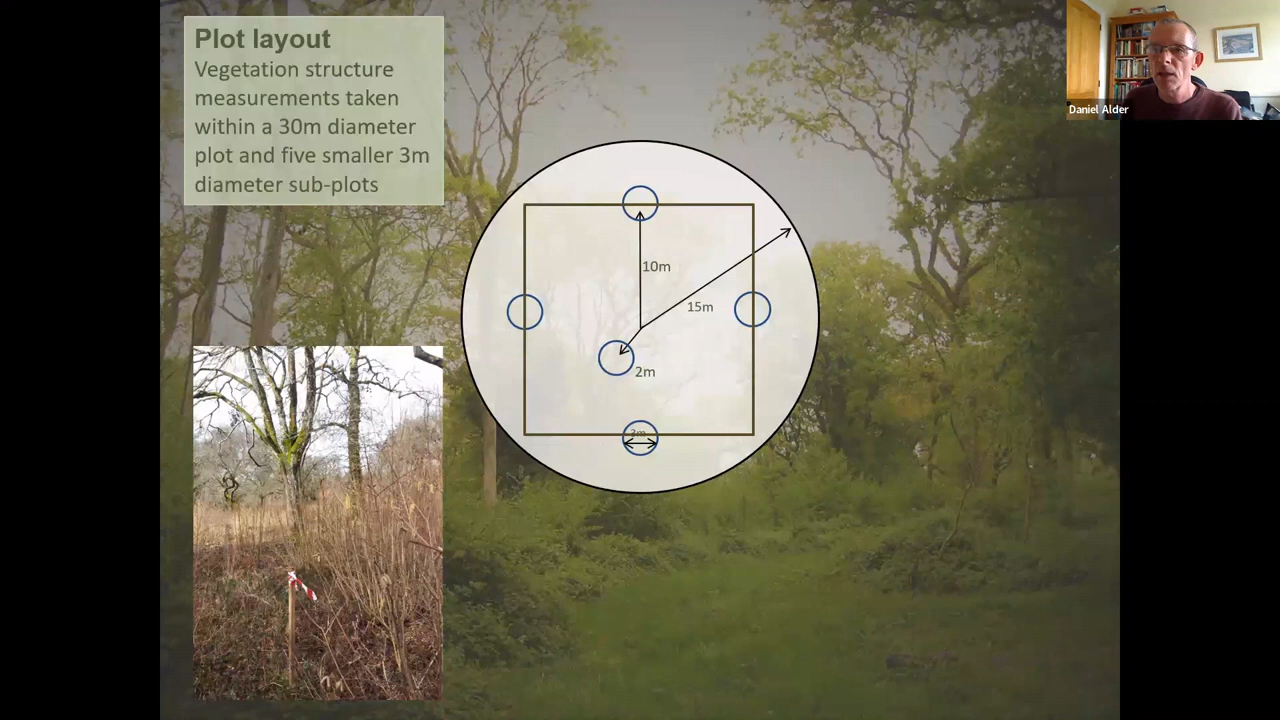 Plot layout
Vegetation structure
measurements taken
within a 30m diameter
plot and five smaller 3m
diameter sub-plots
Daniel Alder
10m
15m
2m
3m